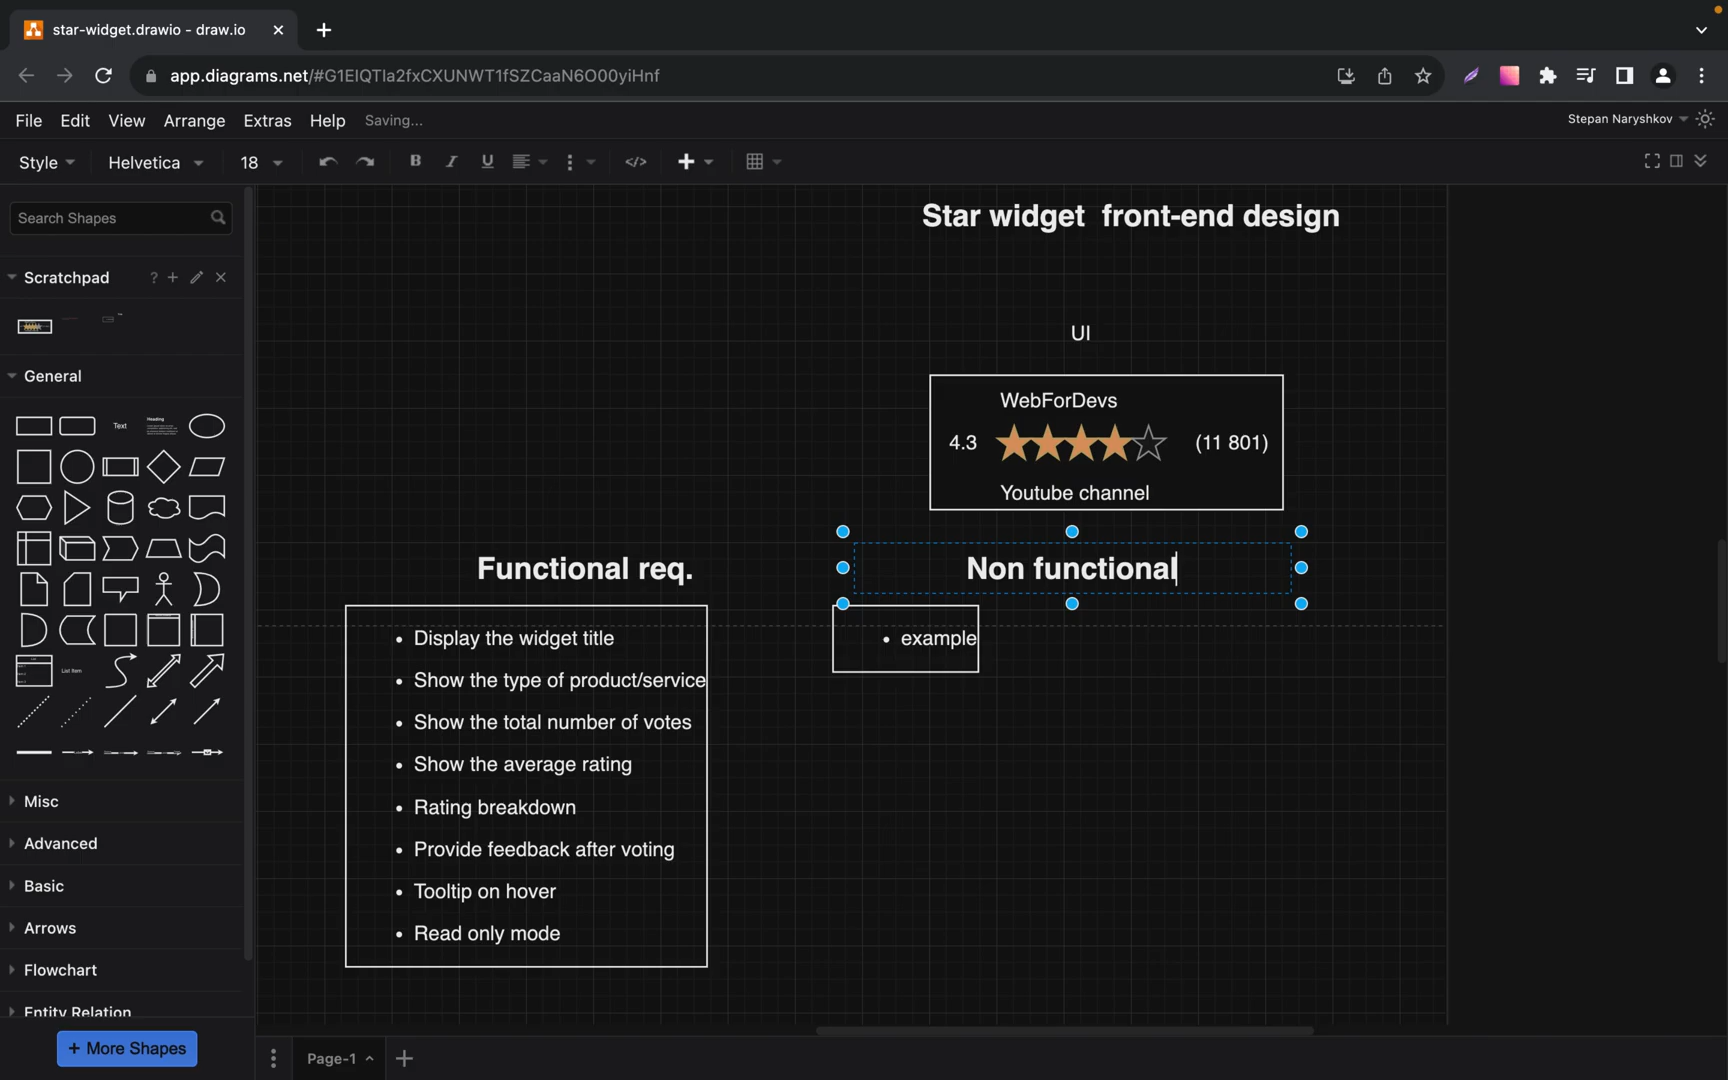 star-widget.drawio - draw.io
app.diagrams.net/#G1EIQTla2fxCXUNWT1fSZCaaN6O00yiHnf
File Edit View Arrange Extras Help Saving...
Stepan Naryshkov
Style Helvetica 18 B I U
Search Shapes
Scratchpad ?
General
Text
Heading
List Item
Misc
Advanced
Basic
Arrows
Flowchart
Entity Relation
+ More Shapes
Star widget front-end design
UI
WebForDevs
4.3 (11 801)
Youtube channel
Functional req.
• Display the widget title
• Show the type of product/service
• Show the total number of votes
• Show the average rating
• Rating breakdown
• Provide feedback after voting
• Tooltip on hover
• Read only mode
Non functional
• example
Page-1